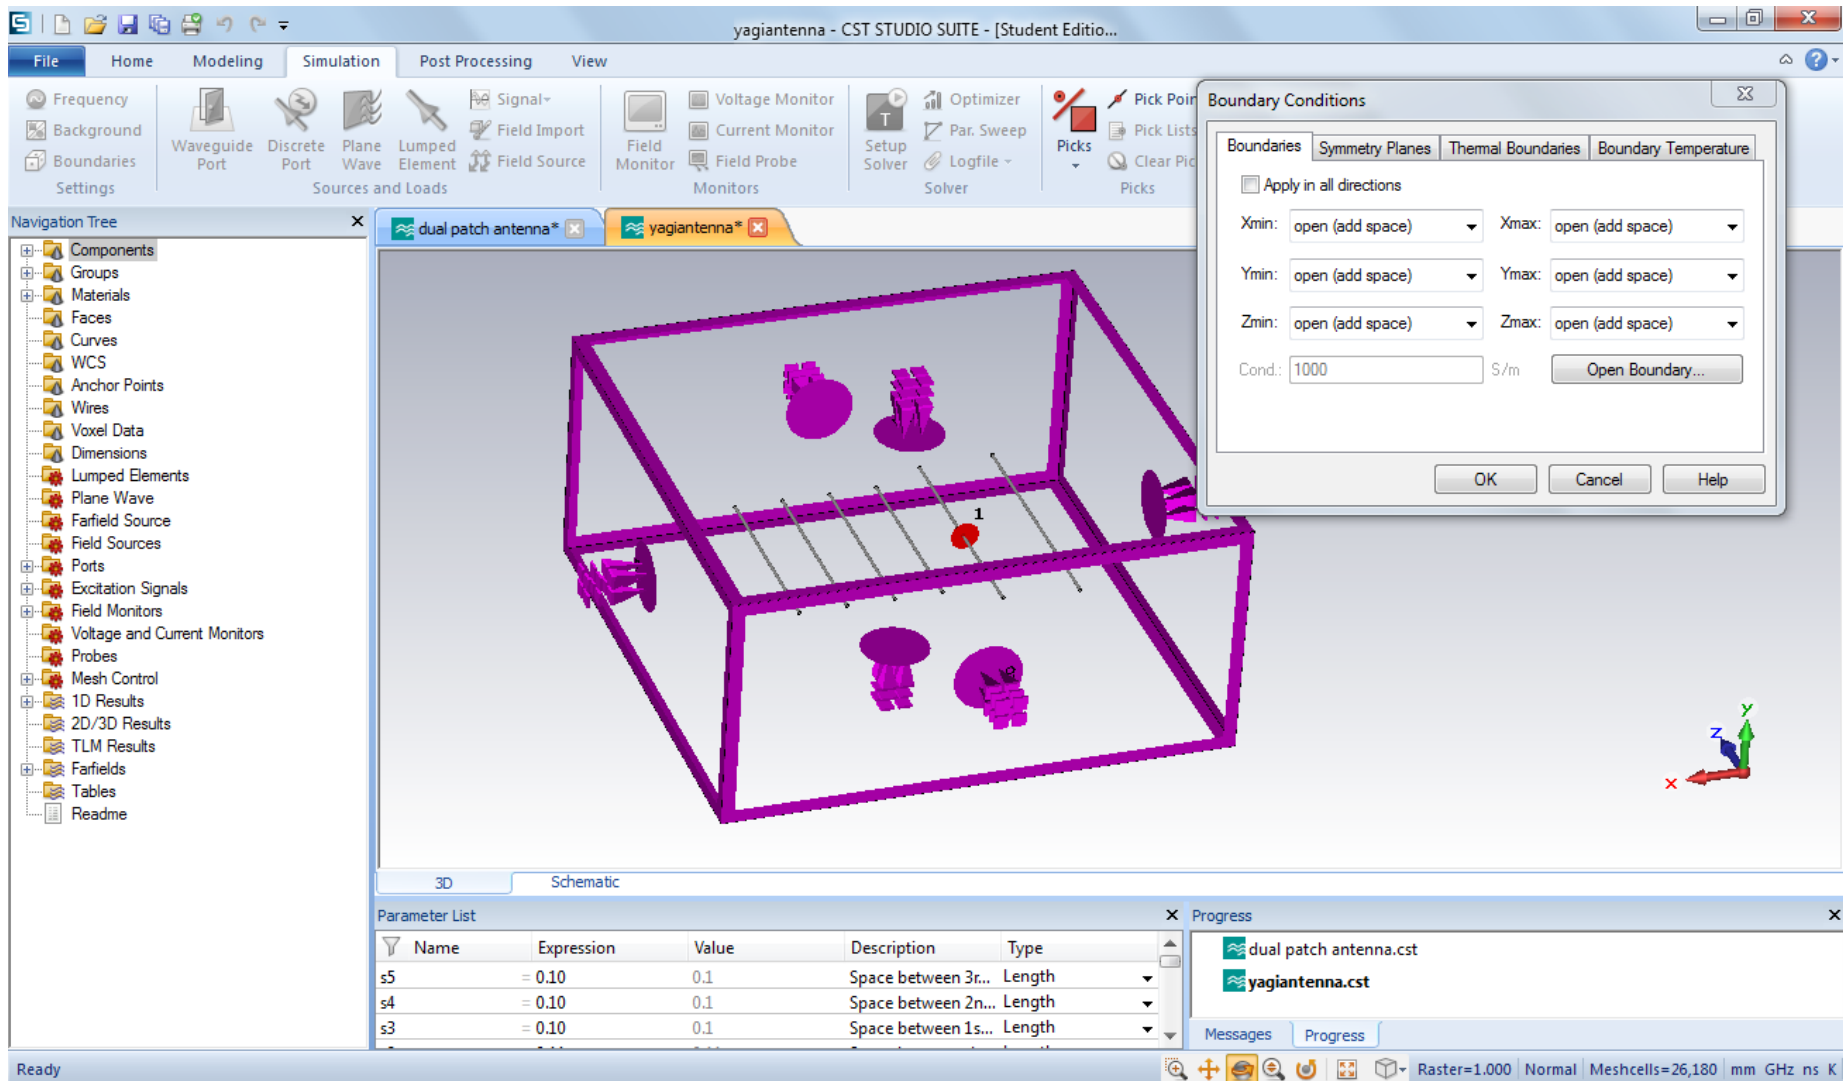 yagiantenna - CST STUDIO SUITE - [Student Editio...
File Home Modeling Simulation Post Processing View
Frequency
Background
Boundaries
Settings
Waveguide Port
Discrete Port
Plane Wave
Lumped Element
Signal
Field Import
Field Source
Sources and Loads
Field Monitor
Voltage Monitor
Current Monitor
Field Probe
Monitors
Setup Solver
Optimizer
Par. Sweep
Logfile
Solver
Picks
Pick Poin
Pick Lists
Clear Pic
Picks
Boundary Conditions
Boundaries Symmetry Planes Thermal Boundaries Boundary Temperature
Apply in all directions
Xmin: open (add space) Xmax: open (add space)
Ymin: open (add space) Ymax: open (add space)
Zmin: open (add space) Zmax: open (add space)
Cond.: 1000 S/m Open Boundary...
OK Cancel Help
Navigation Tree
Components
Groups
Materials
Faces
Curves
WCS
Anchor Points
Wires
Voxel Data
Dimensions
Lumped Elements
Plane Wave
Farfield Source
Field Sources
Ports
Excitation Signals
Field Monitors
Voltage and Current Monitors
Probes
Mesh Control
1D Results
2D/3D Results
TLM Results
Farfields
Tables
Readme
dual patch antenna* yagiantenna*
1
y
z
x
3D Schematic
Parameter List
Name Expression Value Description Type
s5 = 0.10 0.1 Space between 3r... Length
s4 = 0.10 0.1 Space between 2n... Length
s3 = 0.10 0.1 Space between 1s... Length
Progress
dual patch antenna.cst
yagiantenna.cst
Messages Progress
Ready
Raster=1.000 Normal Meshcells=26,180 mm GHz ns K